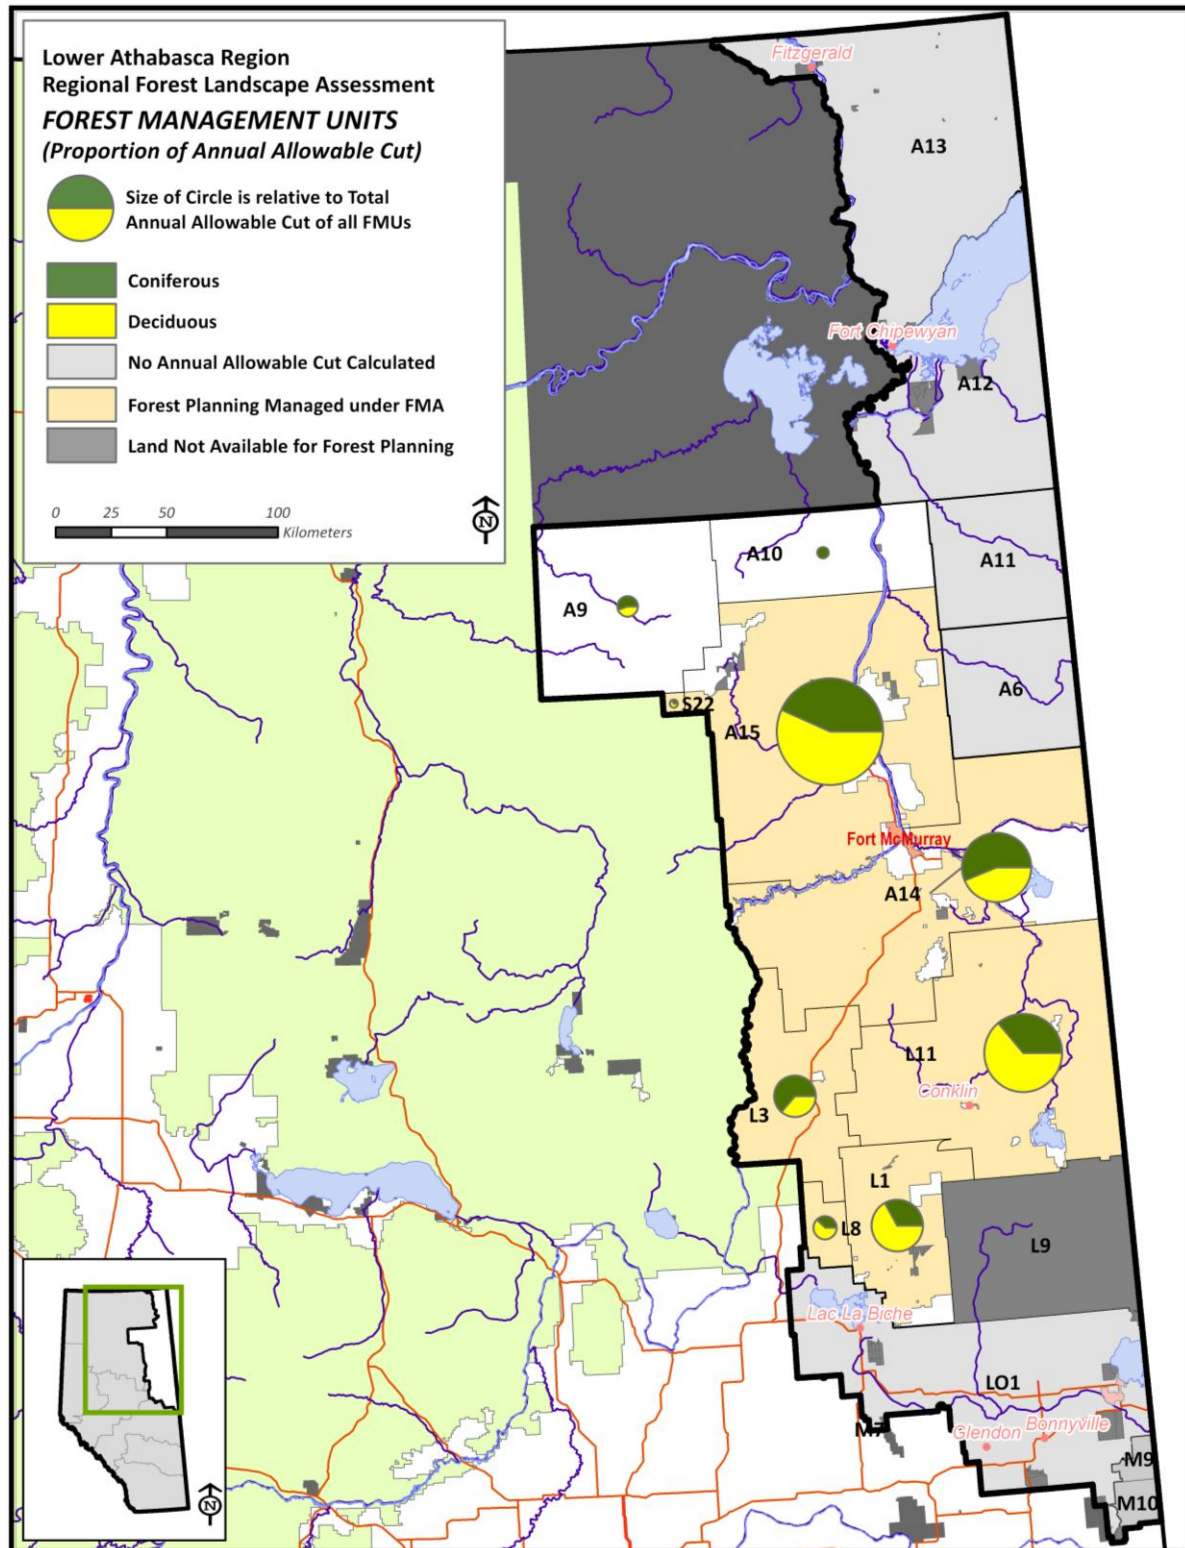 Lower Athabasca Region
Regional Forest Landscape Assessment
FOREST MANAGEMENT UNITS
(Proportion of Annual Allowable Cut)
Size of Circle is relative to Total
Annual Allowable Cut of all FMUs
Coniferous
Deciduous
No Annual Allowable Cut Calculated
Forest Planning Managed under FMA
Land Not Available for Forest Planning
0 25 50 100
Kilometers
N
Fitzgerald
A13
Fort Chipewyan
A12
A10
A11
A9
A6
S22
A15
Fort McMurray
A14
L11
Conklin
L3
L1
L8
L9
Lac La Biche
LO1
M7
Glendon
Bonnyville
M9
M10
N